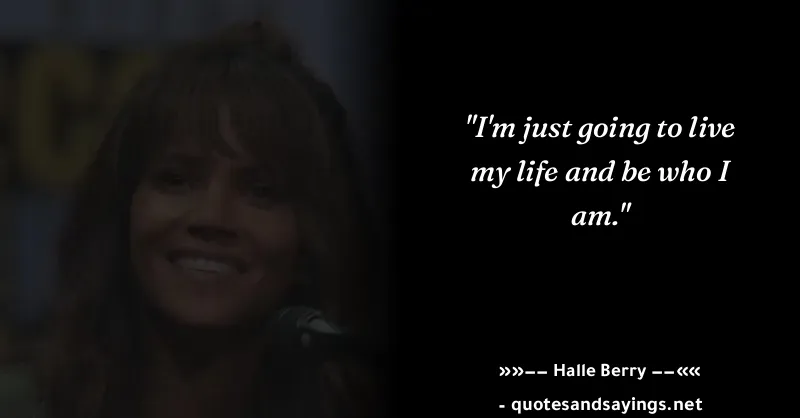 "I'm just going to live
my life and be who I
am."
»»−− Halle Berry −−««
- quotesandsayings.net